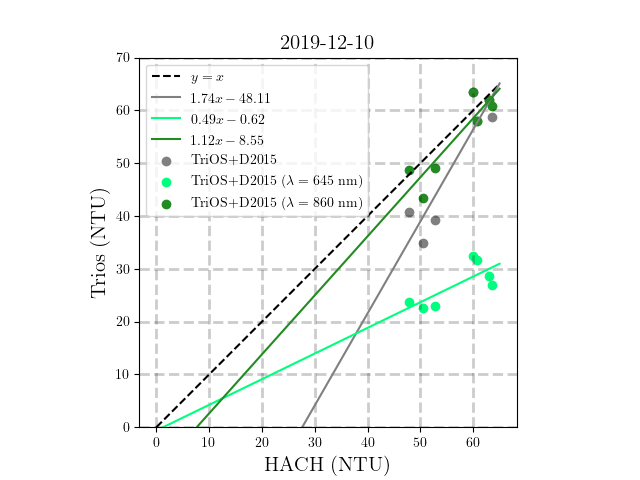 2019-12-10
70
60
50
40
30
20
10
0
Trios (NTU)
y = x
1.74x − 48.11
0.49x − 0.62
1.12x − 8.55
TriOS+D2015
TriOS+D2015 (λ = 645 nm)
TriOS+D2015 (λ = 860 nm)
0 10 20 30 40 50 60
HACH (NTU)